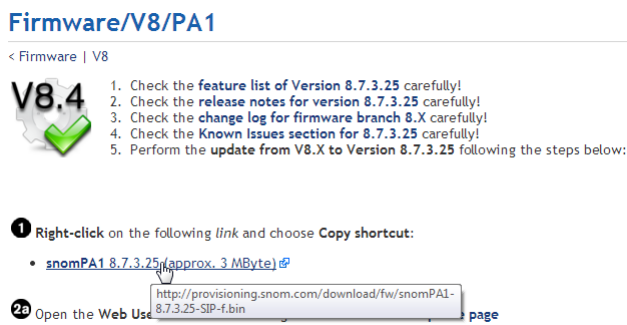 Firmware/V8/PA1
< Firmware | V8
V8.4
1. Check the feature list of Version 8.7.3.25 carefully!
2. Check the release notes for version 8.7.3.25 carefully!
3. Check the change log for firmware branch 8.X carefully!
4. Check the Known Issues section for 8.7.3.25 carefully!
5. Perform the update from V8.X to Version 8.7.3.25 following the steps below:
1 Right-click on the following link and choose Copy shortcut:
• snomPA1 8.7.3.25 (approx. 3 MByte)
http://provisioning.snom.com/download/fw/snomPA1-
8.7.3.25-SIP-f.bin
2a Open the Web page